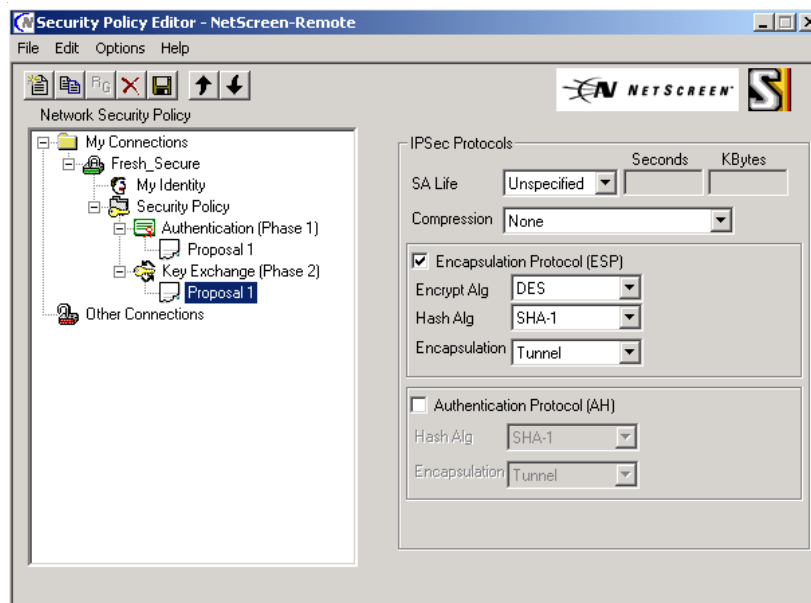 Security Policy Editor - NetScreen-Remote
File Edit Options Help
NETSCREEN
Network Security Policy
My Connections
Fresh_Secure
My Identity
Security Policy
Authentication (Phase 1)
Proposal 1
Key Exchange (Phase 2)
Proposal 1
Other Connections
IPSec Protocols
Seconds KBytes
SA Life Unspecified
Compression None
Encapsulation Protocol (ESP)
Encrypt Alg DES
Hash Alg SHA-1
Encapsulation Tunnel
Authentication Protocol (AH)
Hash Alg SHA-1
Encapsulation Tunnel